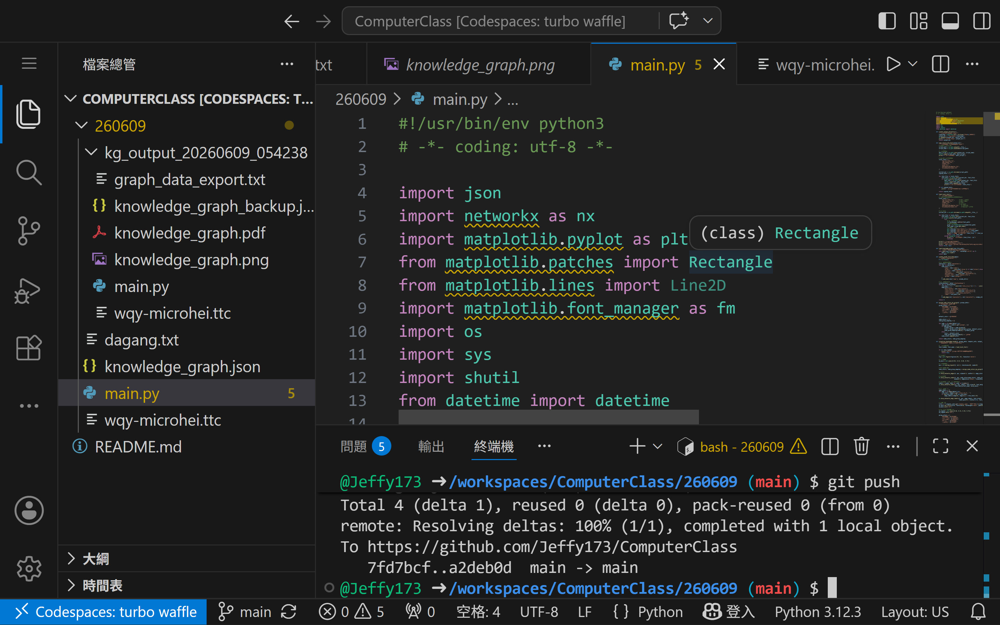 ComputerClass [Codespaces: turbo waffle]
檔案總管
txt
knowledge_graph.png
main.py 5
wqy-microhei.
COMPUTERCLASS [CODESPACES: T...
260609
kg_output_20260609_054238
graph_data_export.txt
knowledge_graph_backup.j...
knowledge_graph.pdf
knowledge_graph.png
main.py
wqy-microhei.ttc
dagang.txt
knowledge_graph.json
main.py 5
wqy-microhei.ttc
README.md
大綱
時間表
260609 > main.py > ...
1 #!/usr/bin/env python3
2 # -*- coding: utf-8 -*-
3
4 import json
5 import networkx as nx
6 import matplotlib.pyplot as plt
(class) Rectangle
7 from matplotlib.patches import Rectangle
8 from matplotlib.lines import Line2D
9 import matplotlib.font_manager as fm
10 import os
11 import sys
12 import shutil
13 from datetime import datetime
14
問題 5 輸出 終端機
bash - 260609
@Jeffy173 ➜/workspaces/ComputerClass/260609 (main) $ git push
Total 4 (delta 1), reused 0 (delta 0), pack-reused 0 (from 0)
remote: Resolving deltas: 100% (1/1), completed with 1 local object.
To https://github.com/Jeffy173/ComputerClass
7fd7bcf..a2deb0d main -> main
@Jeffy173 ➜/workspaces/ComputerClass/260609 (main) $
Codespaces: turbo waffle main 0 5 0 空格: 4 UTF-8 LF { } Python 登入 Python 3.12.3 Layout: US